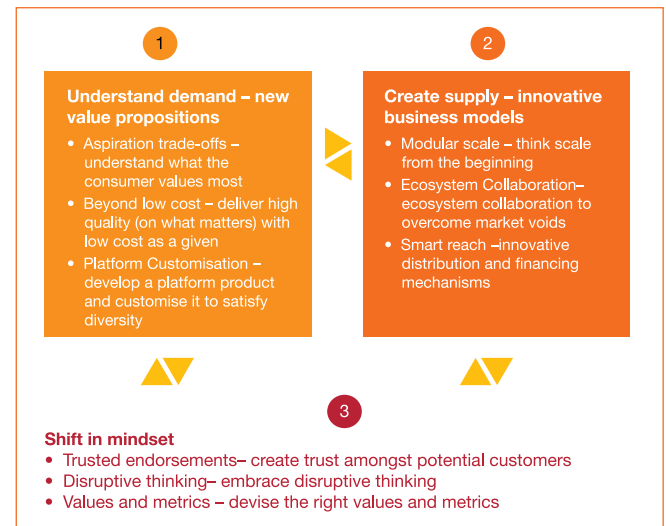 1
Understand demand – new
value propositions
• Aspiration trade-offs –
understand what the
consumer values most
• Beyond low cost – deliver high
quality (on what matters) with
low cost as a given
• Platform Customisation –
develop a platform product
and customise it to satisfy
diversity
2
Create supply – innovative
business models
• Modular scale – think scale
from the beginning
• Ecosystem Collaboration–
ecosystem collaboration to
overcome market voids
• Smart reach –innovative
distribution and financing
mechanisms
3
Shift in mindset
• Trusted endorsements– create trust amongst potential customers
• Disruptive thinking– embrace disruptive thinking
• Values and metrics – devise the right values and metrics